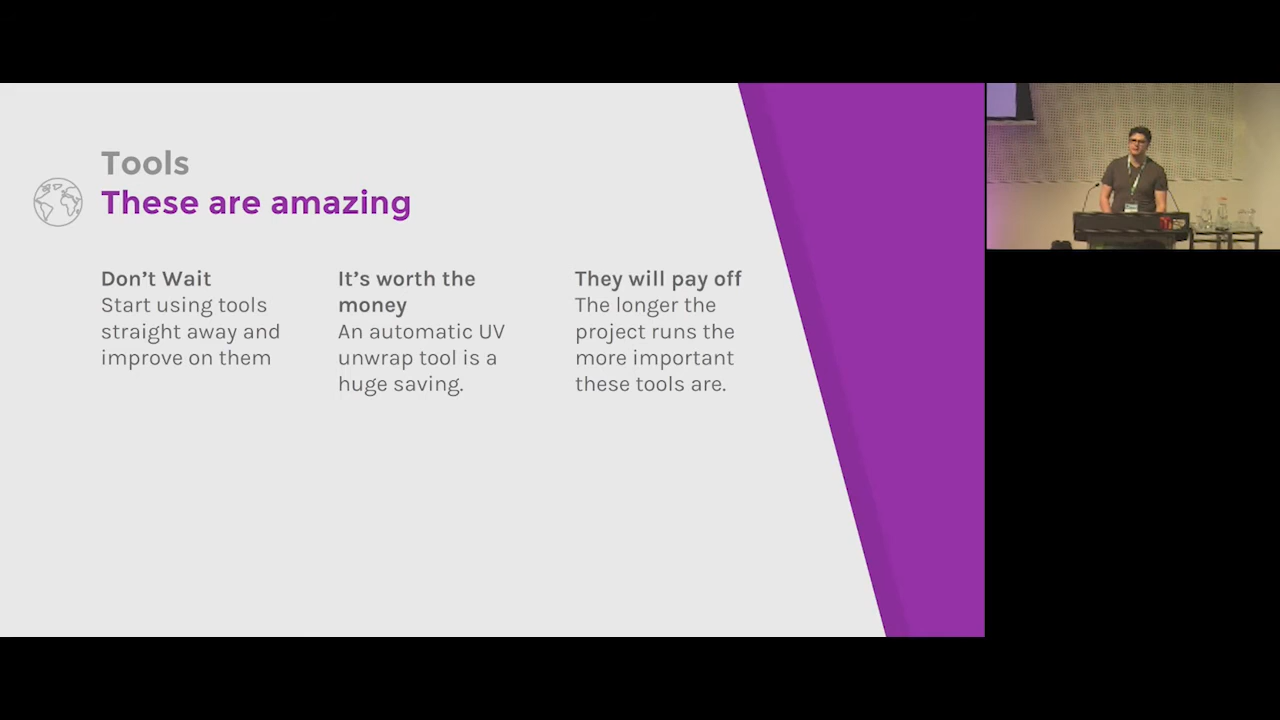 Tools
These are amazing
Don't Wait
Start using tools
straight away and
improve on them
It's worth the
money
An automatic UV
unwrap tool is a
huge saving.
They will pay off
The longer the
project runs the
more important
these tools are.